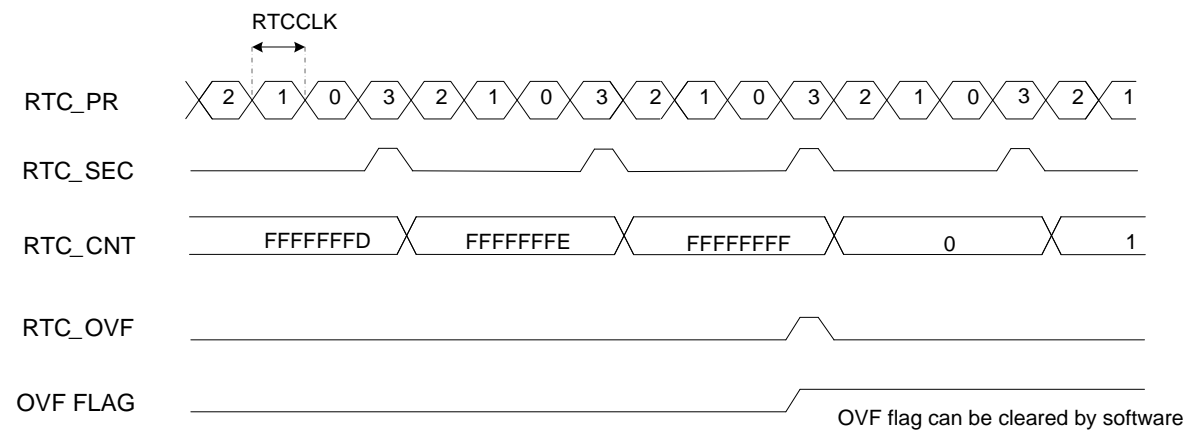 RTCCLK
RTC_PR 2 1 0 3 2 1 0 3 2 1 0 3 2 1 0 3 2 1
RTC_SEC
RTC_CNT FFFFFFFD FFFFFFFE FFFFFFFF 0 1
RTC_OVF
OVF FLAG
OVF flag can be cleared by software